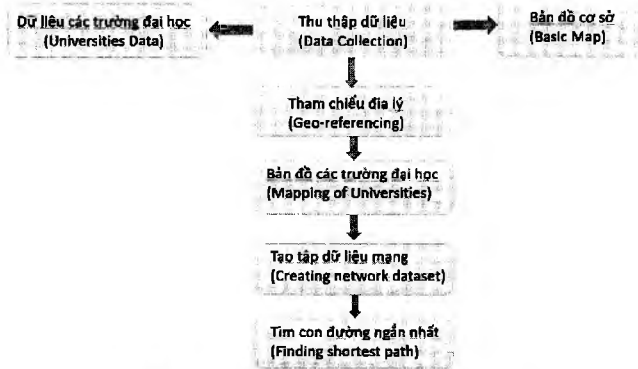 Dữ liệu các trường đại học
(Universities Data)
Thu thập dữ liệu
(Data Collection)
Bản đồ cơ sở
(Basic Map)
Tham chiếu địa lý
(Geo-referencing)
Bản đồ các trường đại học
(Mapping of Universities)
Tạo tập dữ liệu mạng
(Creating network dataset)
Tìm con đường ngắn nhất
(Finding shortest path)